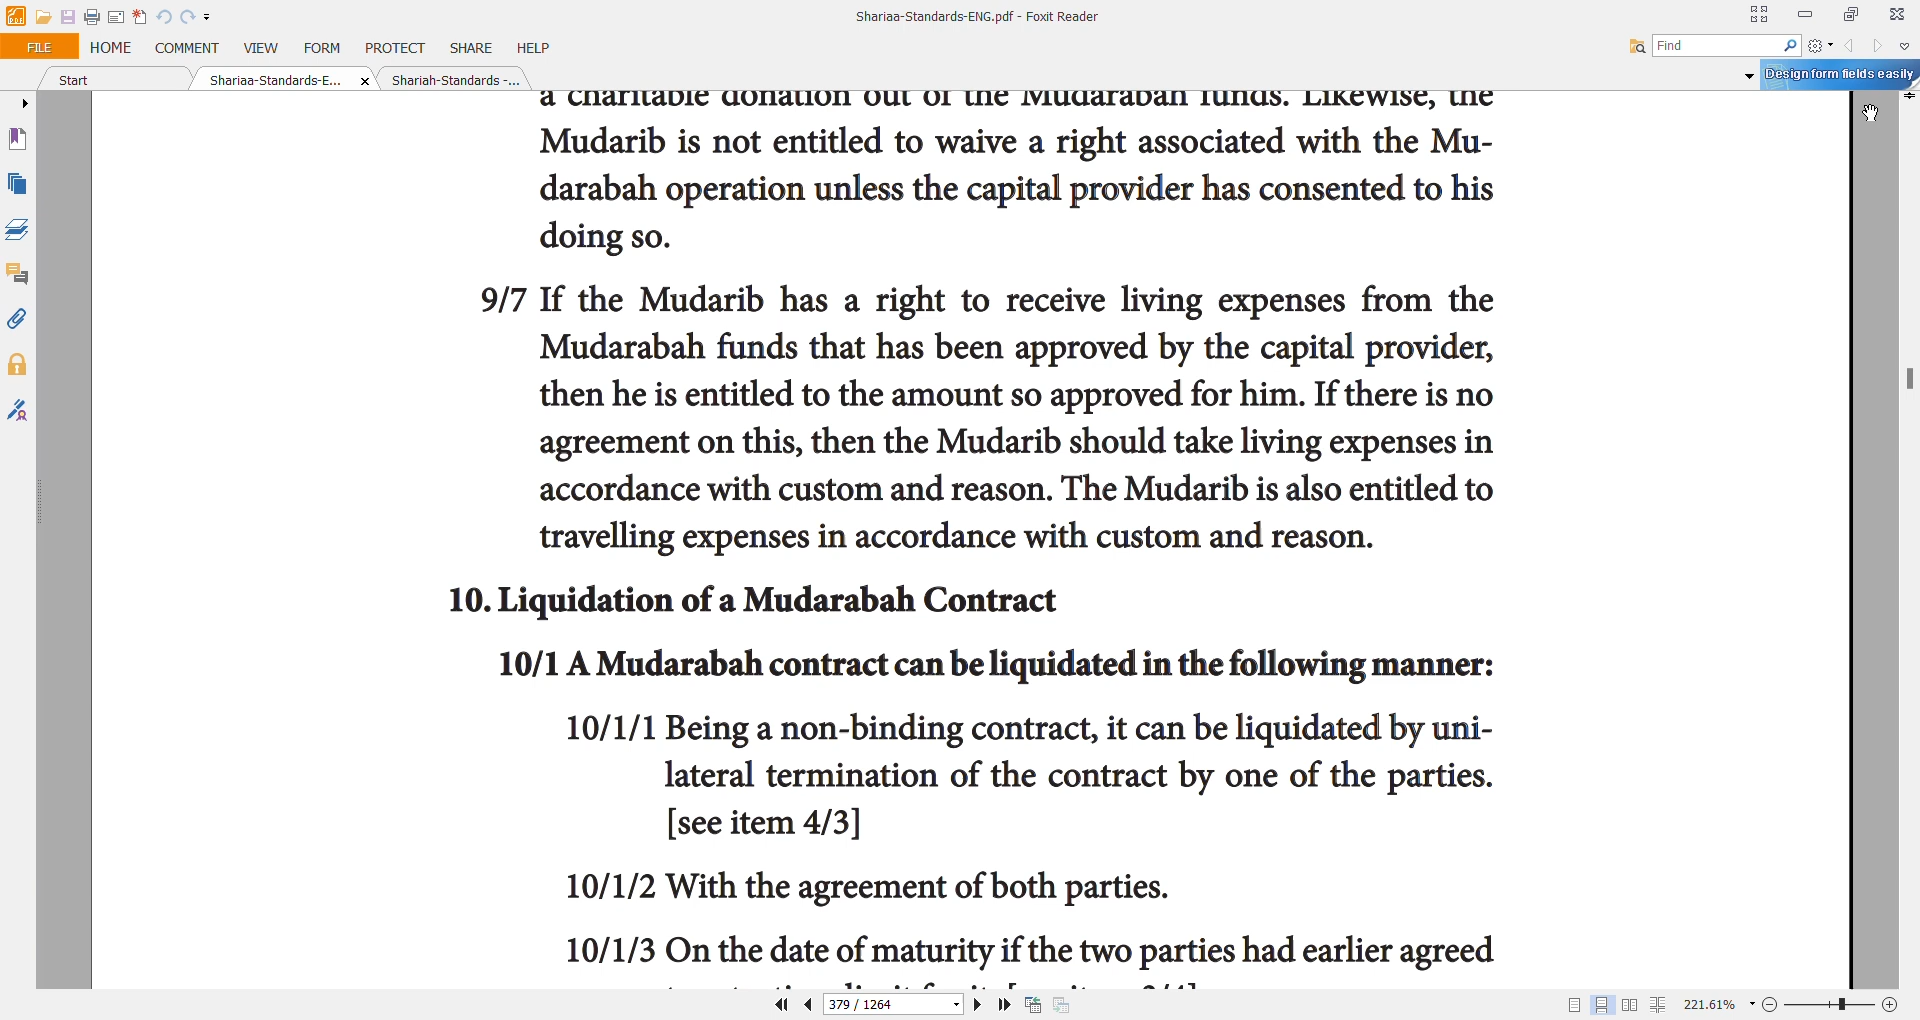 Shariaa-Standards-ENG.pdf - Foxit Reader
FILE HOME COMMENT VIEW FORM PROTECT SHARE HELP
Find
Start Shariaa-Standards-E... Shariah-Standards -...
Design form fields easily
a charitable donation out of the Mudarabah funds. Likewise, the
Mudarib is not entitled to waive a right associated with the Mu-
darabah operation unless the capital provider has consented to his
doing so.
9/7 If the Mudarib has a right to receive living expenses from the
Mudarabah funds that has been approved by the capital provider,
then he is entitled to the amount so approved for him. If there is no
agreement on this, then the Mudarib should take living expenses in
accordance with custom and reason. The Mudarib is also entitled to
travelling expenses in accordance with custom and reason.
10. Liquidation of a Mudarabah Contract
10/1 A Mudarabah contract can be liquidated in the following manner:
10/1/1 Being a non-binding contract, it can be liquidated by uni-
lateral termination of the contract by one of the parties.
[see item 4/3]
10/1/2 With the agreement of both parties.
10/1/3 On the date of maturity if the two parties had earlier agreed
379 / 1264
221.61%